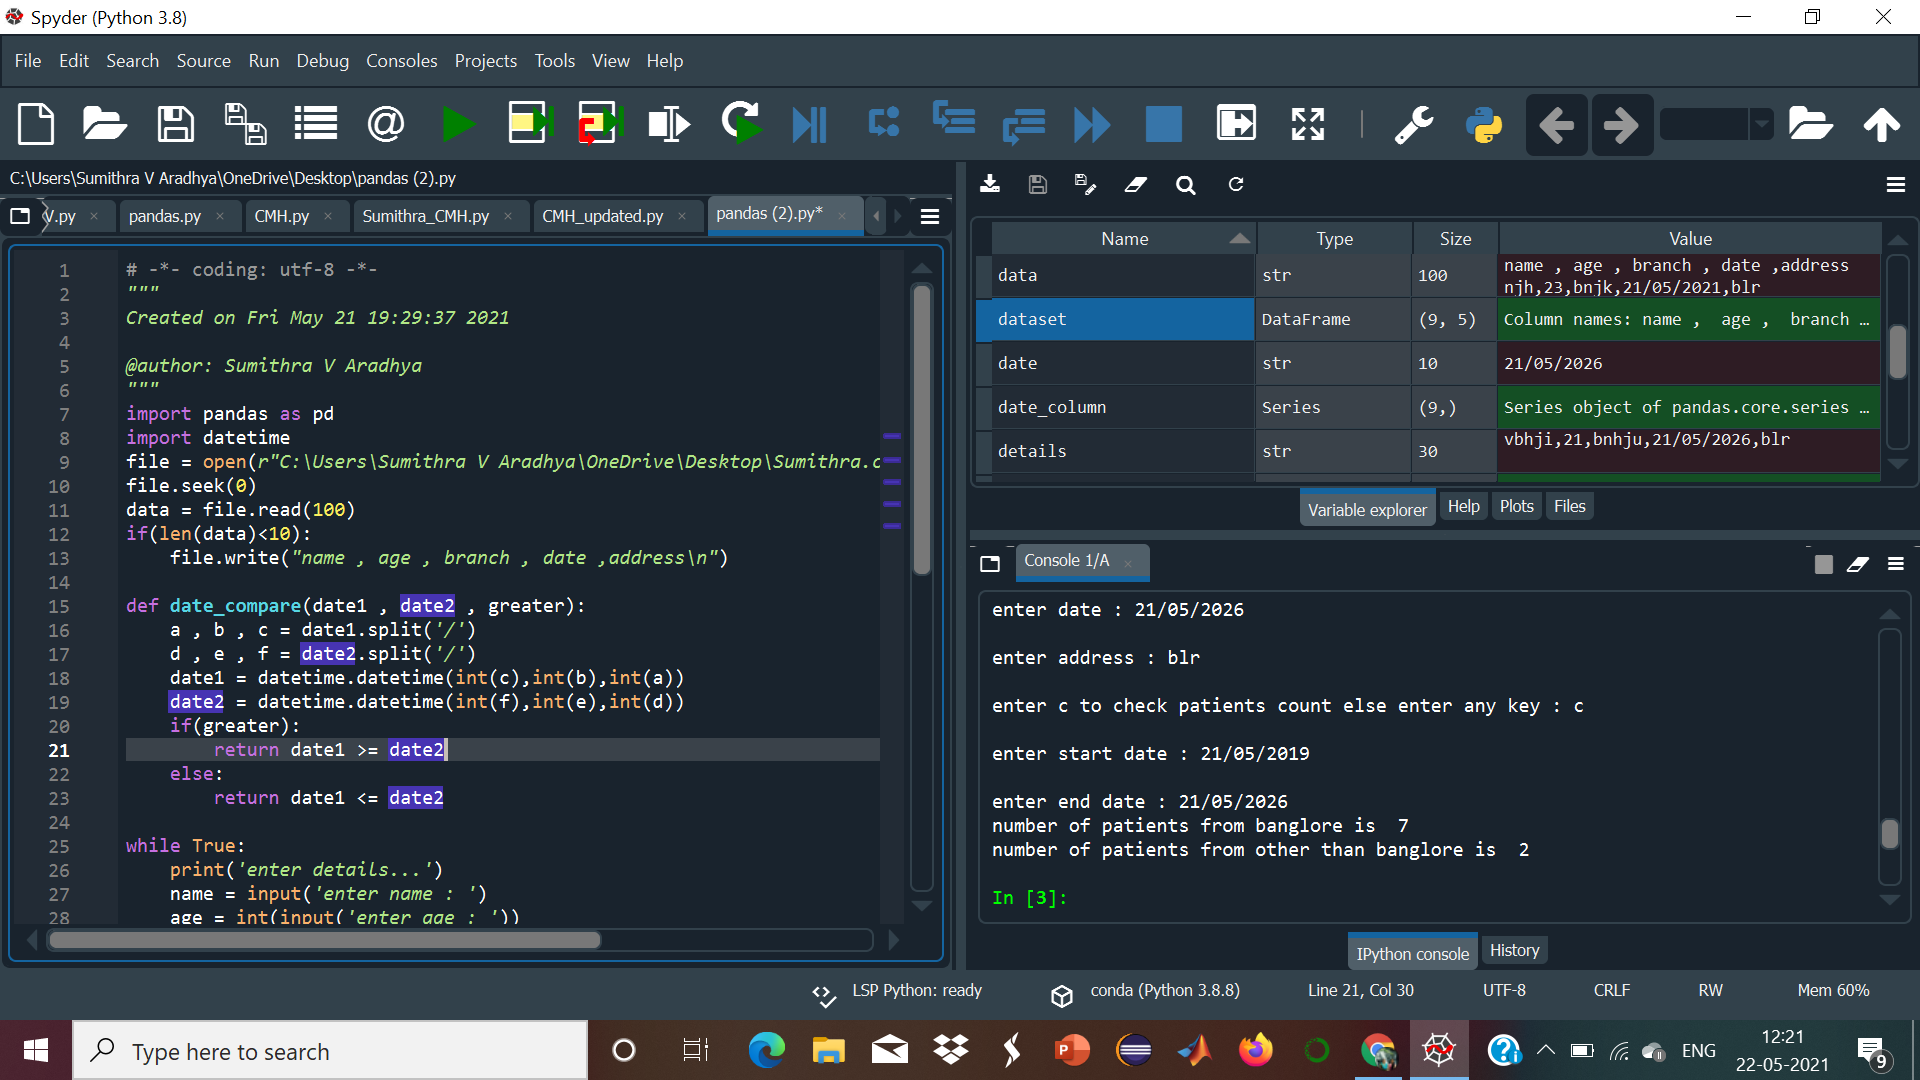 Spyder (Python 3.8)
File Edit Search Source Run Debug Consoles Projects Tools View Help
C:\Users\Sumithra V Aradhya\OneDrive\Desktop\pandas (2).py
V.py pandas.py CMH.py Sumithra_CMH.py CMH_updated.py pandas (2).py*
1 # -*- coding: utf-8 -*-
2 """
3 Created on Fri May 21 19:29:37 2021
4
5 @author: Sumithra V Aradhya
6 """
7 import pandas as pd
8 import datetime
9 file = open(r"C:\Users\Sumithra V Aradhya\OneDrive\Desktop\Sumithra.c
10 file.seek(0)
11 data = file.read(100)
12 if(len(data)<10):
13     file.write("name , age , branch , date ,address\n")
14
15 def date_compare(date1 , date2 , greater):
16     a , b , c = date1.split('/')
17     d , e , f = date2.split('/')
18     date1 = datetime.datetime(int(c),int(b),int(a))
19     date2 = datetime.datetime(int(f),int(e),int(d))
20     if(greater):
21         return date1 >= date2
22     else:
23         return date1 <= date2
24
25 while True:
26     print('enter details...')
27     name = input('enter name : ')
28     age = int(input('enter age : '))
Name Type Size Value
data str 100 name , age , branch , date ,address
njh,23,bnjk,21/05/2021,blr
dataset DataFrame (9, 5) Column names: name ,  age ,  branch …
date str 10 21/05/2026
date_column Series (9,) Series object of pandas.core.series …
details str 30 vbhji,21,bnhju,21/05/2026,blr
Variable explorer Help Plots Files
Console 1/A
enter date : 21/05/2026
enter address : blr
enter c to check patients count else enter any key : c
enter start date : 21/05/2019
enter end date : 21/05/2026
number of patients from banglore is  7
number of patients from other than banglore is  2
In [3]:
IPython console History
LSP Python: ready conda (Python 3.8.8) Line 21, Col 30 UTF-8 CRLF RW Mem 60%
Type here to search
ENG
12:21
22-05-2021
9